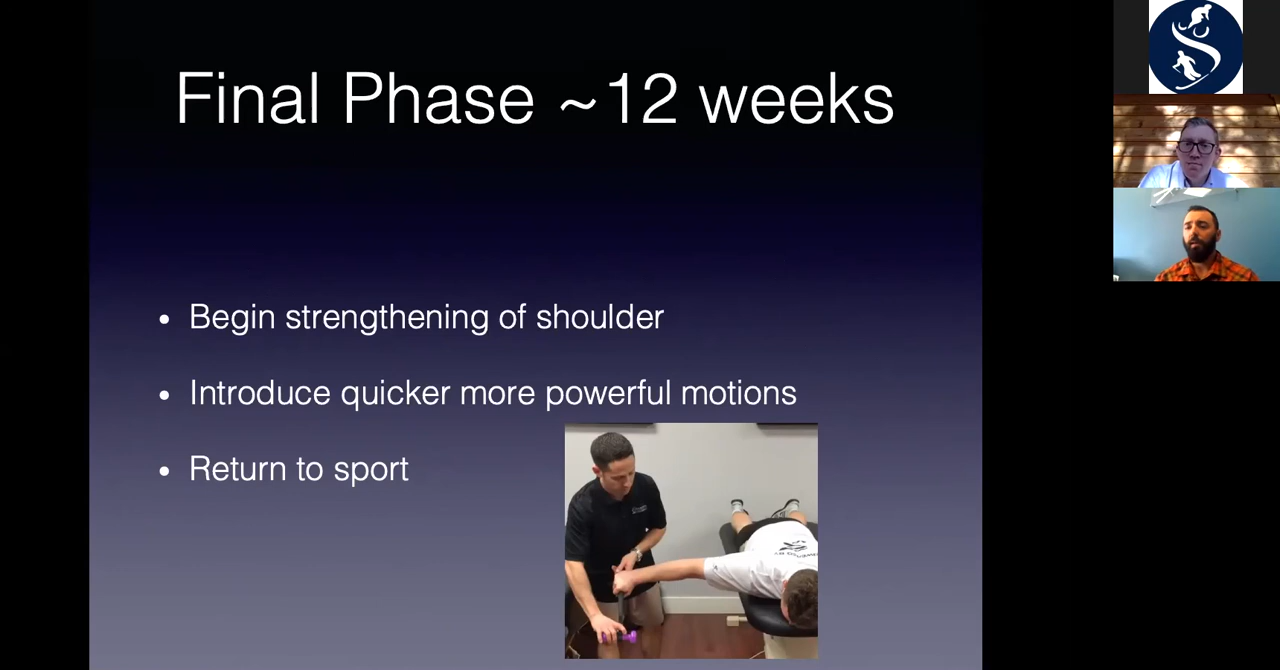 Final Phase ~12 weeks
• Begin strengthening of shoulder
• Introduce quicker more powerful motions
• Return to sport